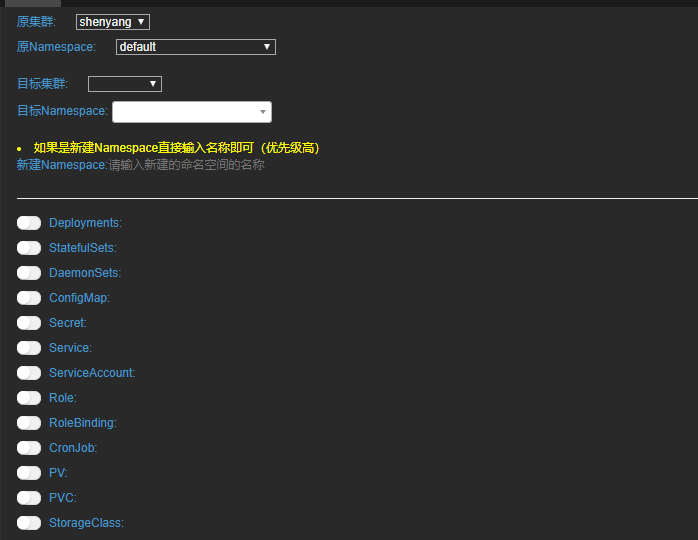 原集群: shenyang
原Namespace: default
目标集群:
目标Namespace:
如果是新建Namespace直接输入名称即可（优先级高）
新建Namespace:请输入新建的命名空间的名称
Deployments:
StatefulSets:
DaemonSets:
ConfigMap:
Secret:
Service:
ServiceAccount:
Role:
RoleBinding:
CronJob:
PV:
PVC:
StorageClass: